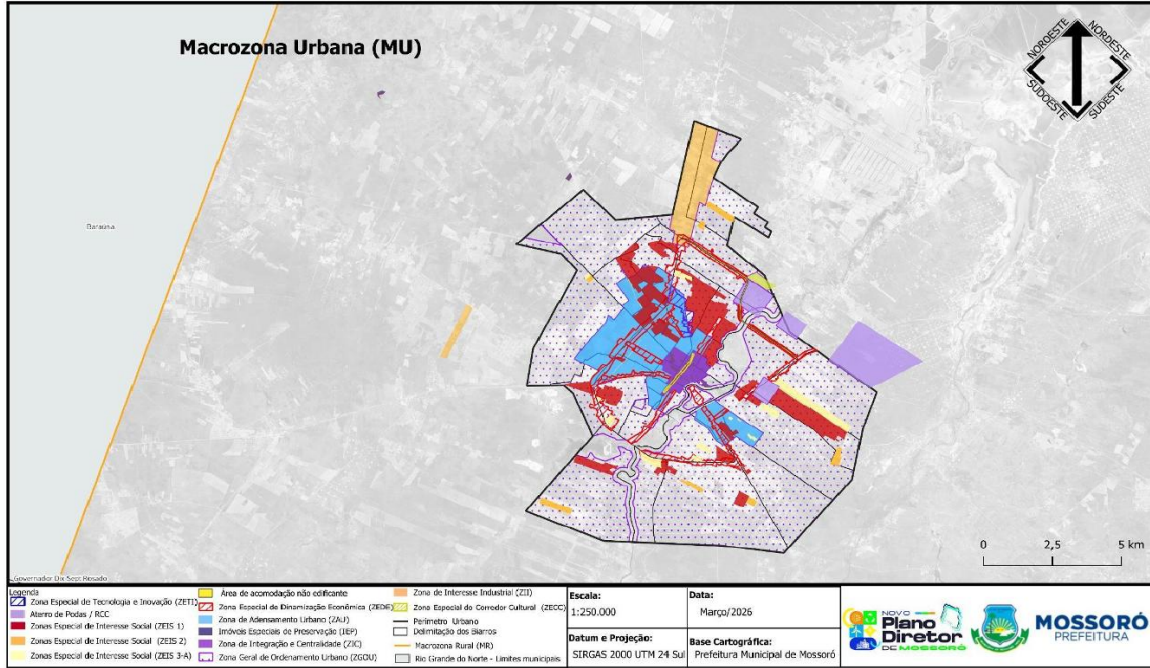 Macrozona Urbana (MU)
NOROESTE
NORDESTE
SUDOESTE
SUDESTE
Baraúna
Governador Dix-Sept Rosado
0 2,5 5 km
Legenda
Zona Especial de Tecnologia e Inovação (ZETI)
Aterro de Podas / RCC
Zonas Especiais de Interesse Social (ZEIS 1)
Zonas Especiais de Interesse Social (ZEIS 2)
Zonas Especiais de Interesse Social (ZEIS 3-A)
Área de acomodação não edificante
Zona Especial de Dinamização Econômica (ZEDE)
Zona de Adensamento Urbano (ZAU)
Imóveis Especiais de Preservação (IEP)
Zona de Integração e Centralidade (ZIC)
Zona Geral de Ordenamento Urbano (ZGOU)
Zona de Interesse Industrial (ZII)
Zona Especial do Corredor Cultural (ZECC)
Perímetro Urbano
Delimitação dos Biarros
Macrozona Rural (MR)
Rio Grande do Norte - Limites municipais
Escala:
1:250.000
Data:
Março/2026
Datum e Projeção:
SIRGAS 2000 UTM 24 Sul
Base Cartográfica:
Prefeitura Municipal de Mossoró
NOVO
Plano
Diretor
DE MOSSORÓ
MOSSORÓ
PREFEITURA